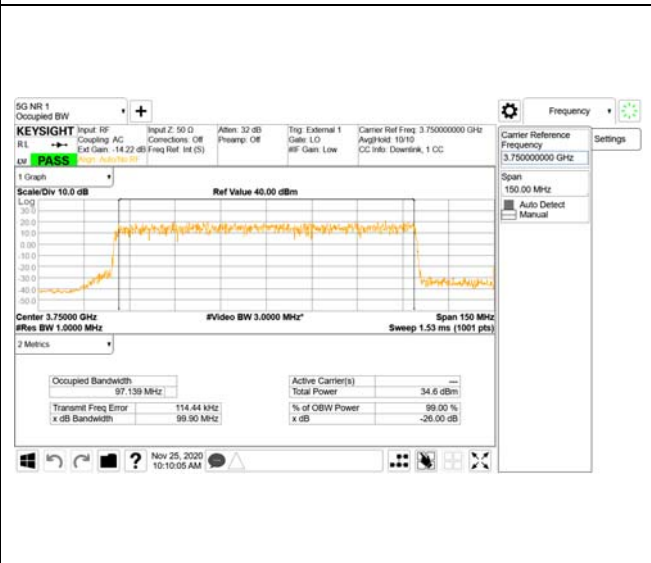 5G NR 1
Occupied BW
Frequency
KEYSIGHT
Input: RF
Coupling: AC
Ext Gain: -14.22 dB
Align: Auto/No RF
Input Z: 50 Ω
Corrections: Off
Freq Ref: Int (S)
Atten: 32 dB
Preamp: Off
Trig: External 1
Gate: LO
#IF Gain: Low
Carrier Ref Freq: 3.750000000 GHz
Avg|Hold: 10/10
CC Info: Downlink, 1 CC
R L
PASS
Carrier Reference
Frequency
3.750000000 GHz
Settings
Span
150.00 MHz
Auto Detect
Manual
1 Graph
Scale/Div 10.0 dB
Ref Value 40.00 dBm
Log
30.0
20.0
10.0
0.00
-10.0
-20.0
-30.0
-40.0
-50.0
Center 3.75000 GHz
#Video BW 3.0000 MHz*
Span 150 MHz
#Res BW 1.0000 MHz
Sweep 1.53 ms (1001 pts)
2 Metrics
Occupied Bandwidth
97.139 MHz
Active Carrier(s)
---
Total Power
34.6 dBm
Transmit Freq Error
114.44 kHz
% of OBW Power
99.00 %
x dB Bandwidth
99.90 MHz
x dB
-26.00 dB
?
Nov 25, 2020
10:10:05 AM